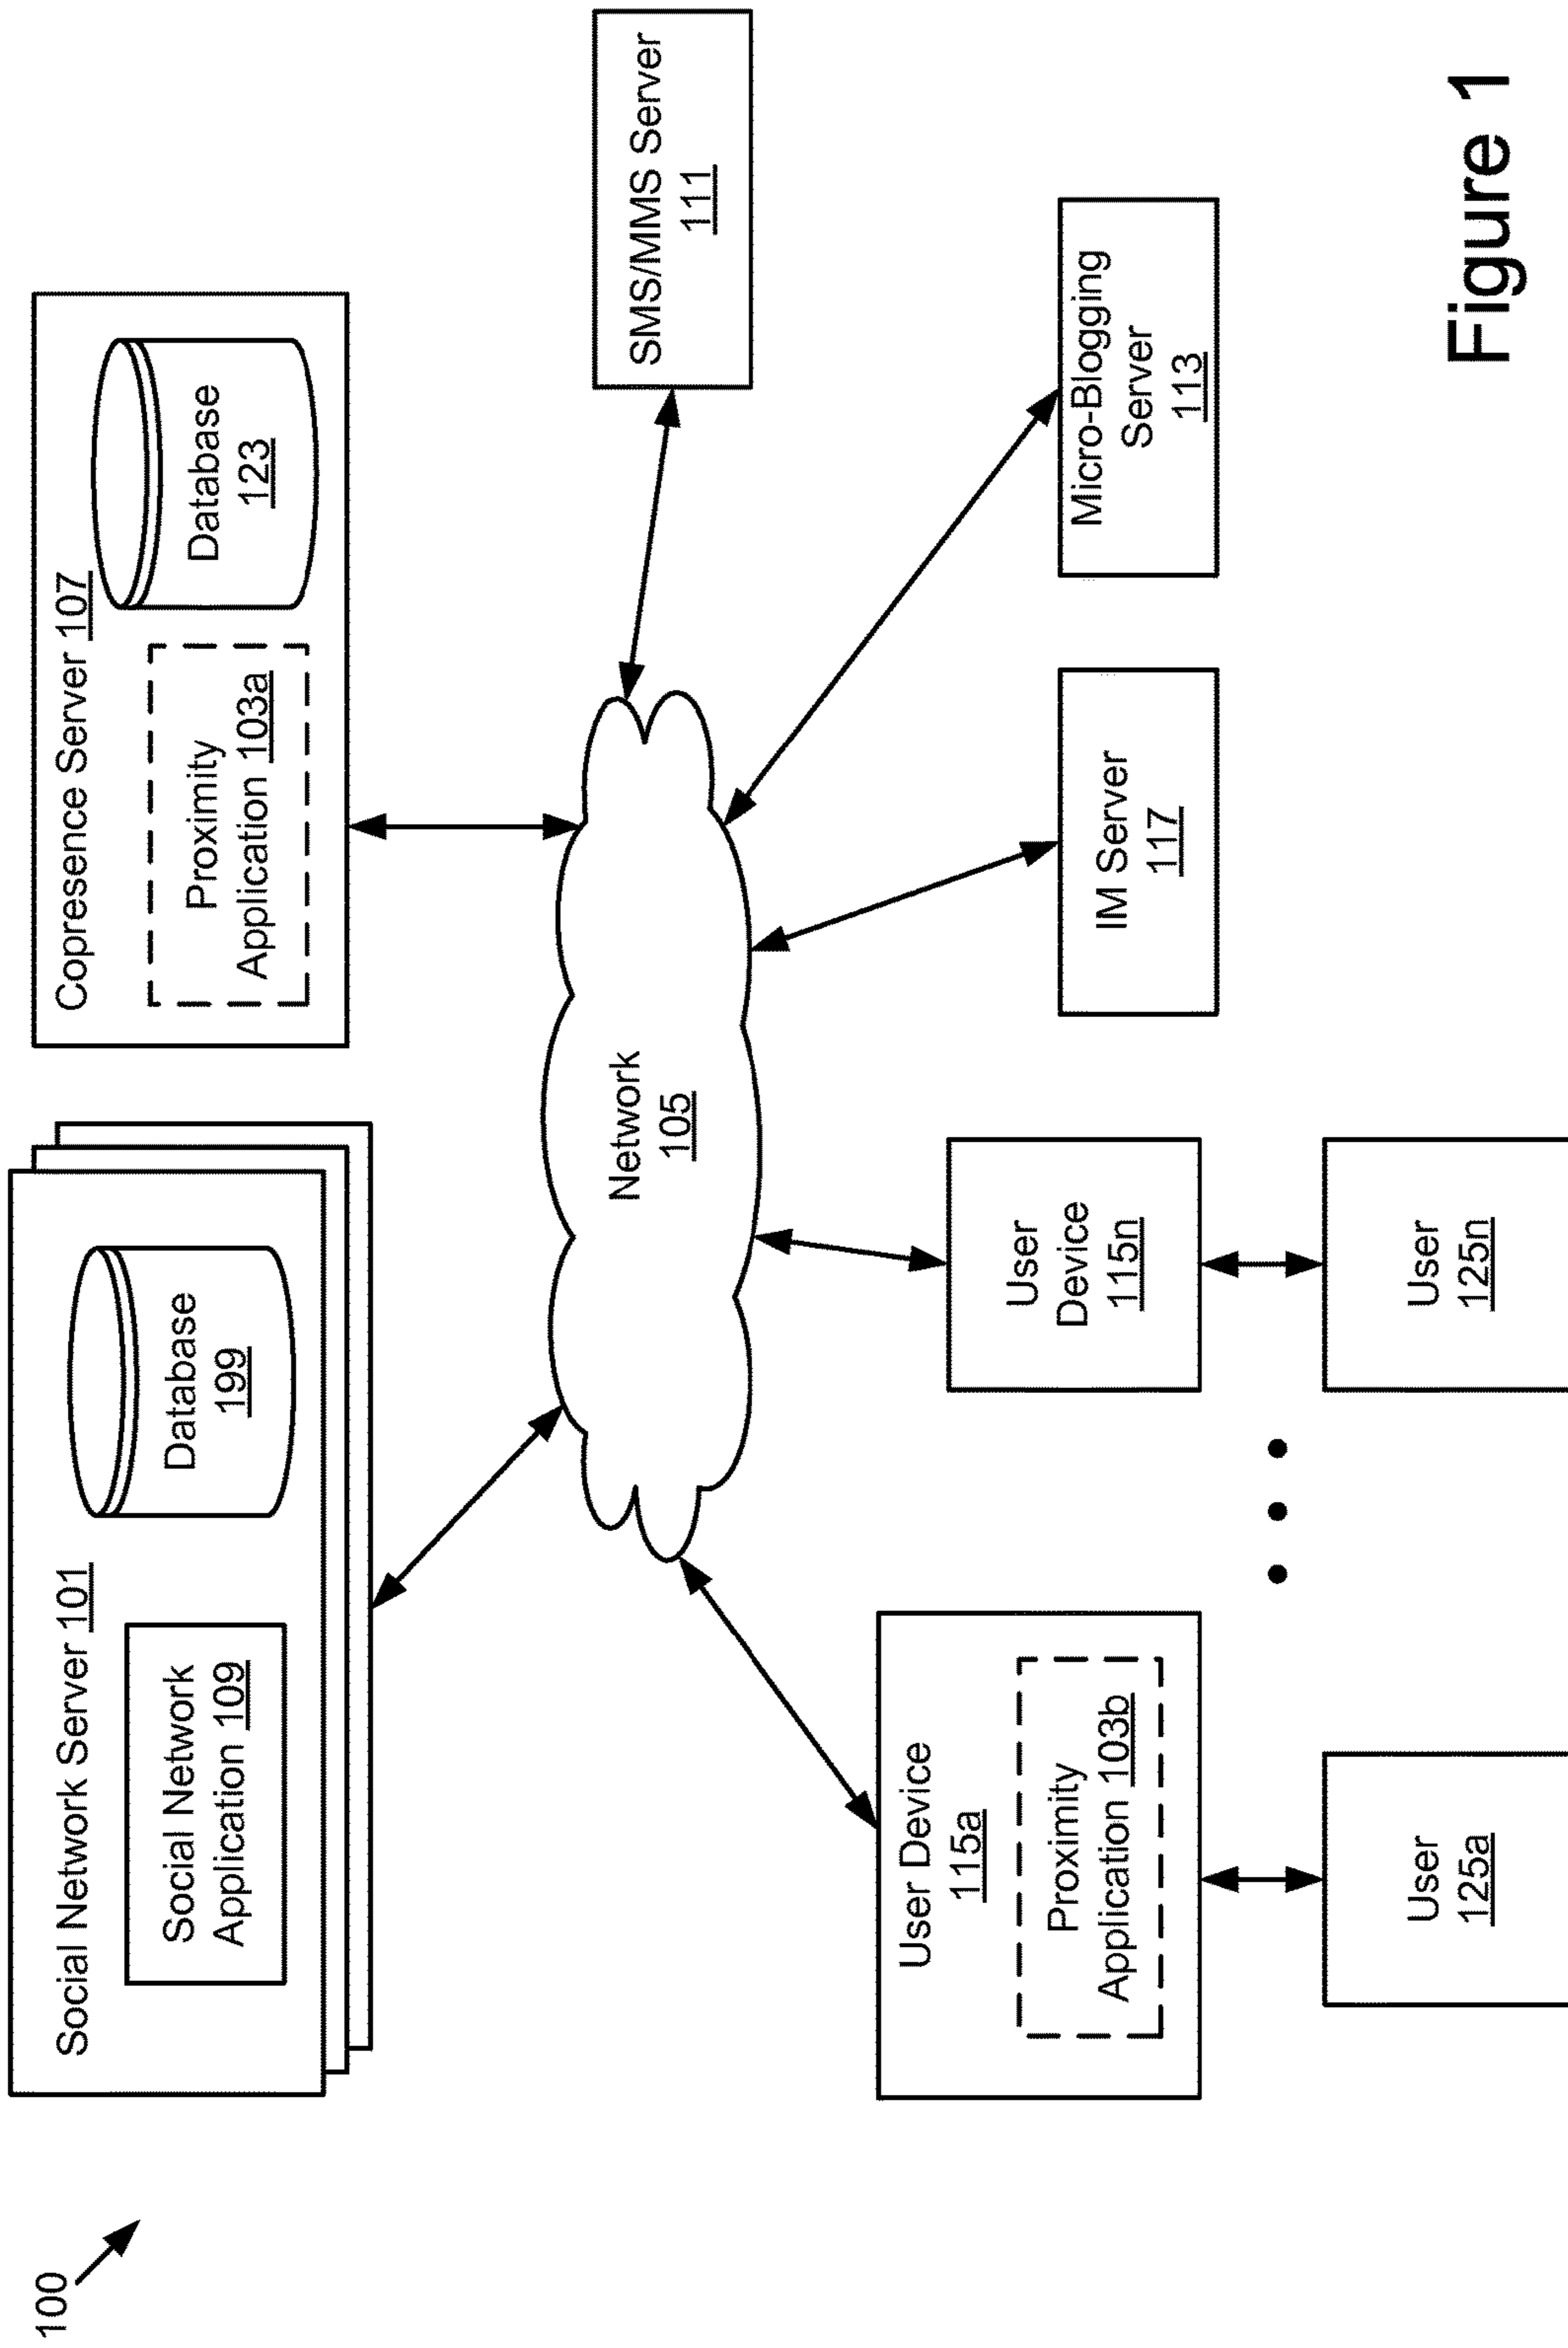 100
Social Network Server 101
Social Network
Application 109
Database
199
Copresence Server 107
Proximity
Application 103a
Database
123
Network
105
SMS/MMS Server
111
User Device
115a
Proximity
Application 103b
User
Device
115n
IM Server
117
Micro-Blogging
Server
113
User
125a
User
125n
Figure 1